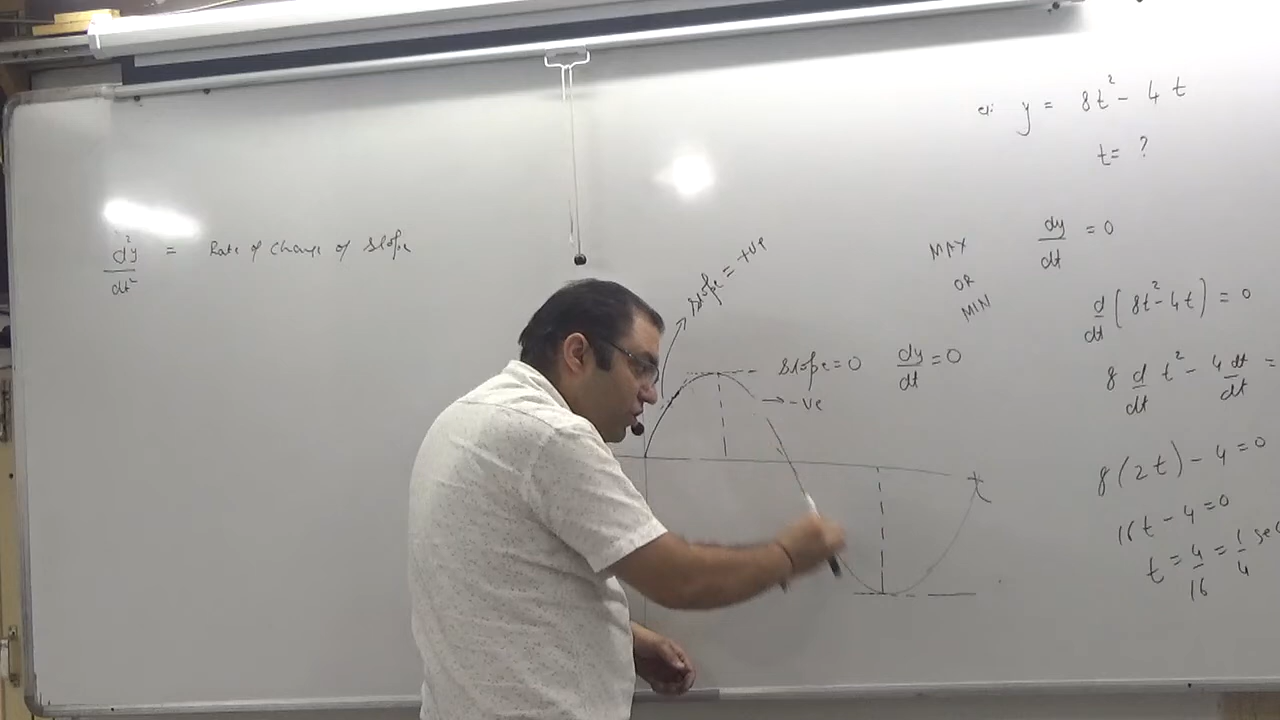 d²y/dt² = Rate of Change of Slope
Slope = +ve
Slope = 0 dy/dt = 0
→ -ve
t
MAX
OR
MIN
y = 8t² - 4t
t = ?
dy/dt = 0
d/dt (8t² - 4t) = 0
8 d/dt t² - 4 dt/dt =
8(2t) - 4 = 0
16t - 4 = 0
t = 4/16 = 1/4 sec